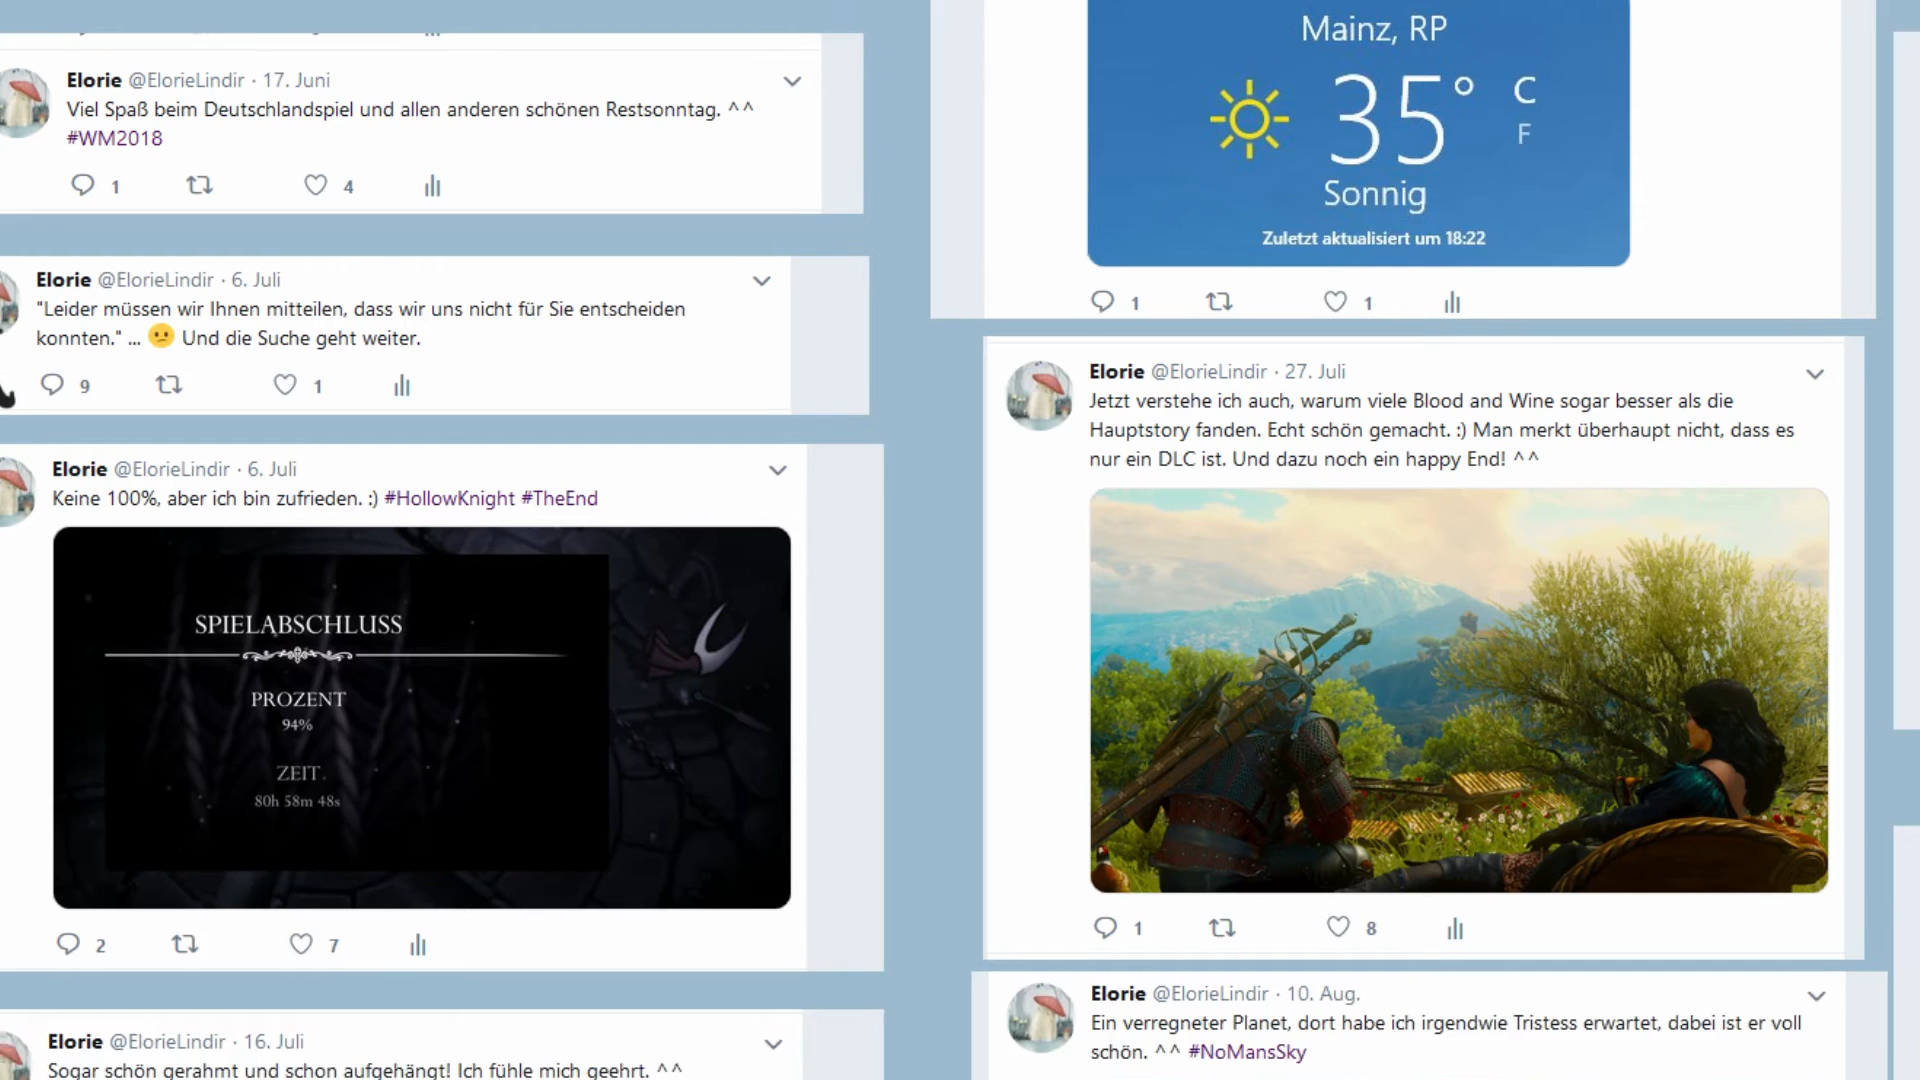 Elorie @ElorieLindir · 17. Juni
Viel Spaß beim Deutschlandspiel und allen anderen schönen Restsonntag. ^^
#WM2018
1 4
Elorie @ElorieLindir · 6. Juli
"Leider müssen wir Ihnen mitteilen, dass wir uns nicht für Sie entscheiden
konnten." ... 😕 Und die Suche geht weiter.
9 1
Elorie @ElorieLindir · 6. Juli
Keine 100%, aber ich bin zufrieden. :) #HollowKnight #TheEnd
SPIELABSCHLUSS
PROZENT
94%
ZEIT
80h 58m 48s
2 7
Elorie @ElorieLindir · 16. Juli
Sogar schön gerahmt und schon aufgehängt! Ich fühle mich geehrt. ^^
Mainz, RP
35° C
F
Sonnig
Zuletzt aktualisiert um 18:22
1 1
Elorie @ElorieLindir · 27. Juli
Jetzt verstehe ich auch, warum viele Blood and Wine sogar besser als die
Hauptstory fanden. Echt schön gemacht. :) Man merkt überhaupt nicht, dass es
nur ein DLC ist. Und dazu noch ein happy End! ^^
1 8
Elorie @ElorieLindir · 10. Aug.
Ein verregneter Planet, dort habe ich irgendwie Tristess erwartet, dabei ist er voll
schön. ^^ #NoMansSky